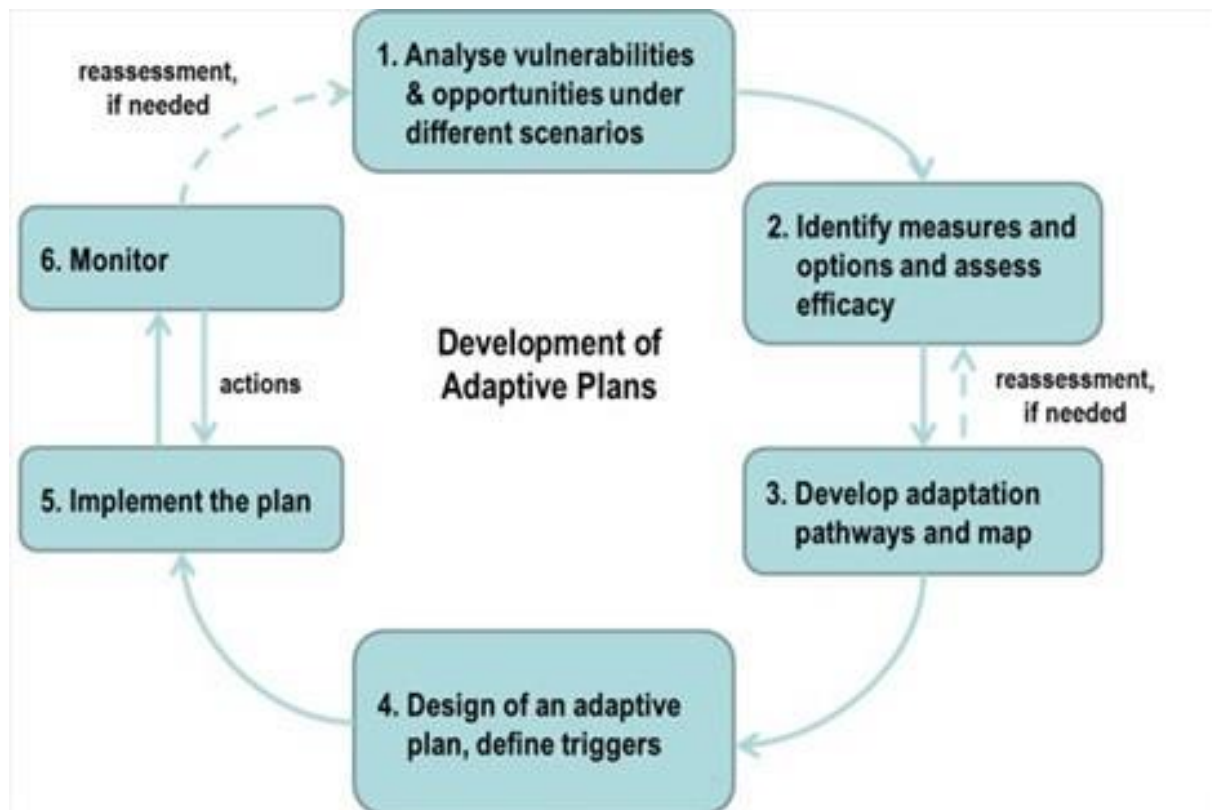 1. Analyse vulnerabilities
& opportunities under
different scenarios
reassessment,
if needed
2. Identify measures and
options and assess
efficacy
6. Monitor
Development of
Adaptive Plans
actions
reassessment,
if needed
3. Develop adaptation
pathways and map
5. Implement the plan
4. Design of an adaptive
plan, define triggers